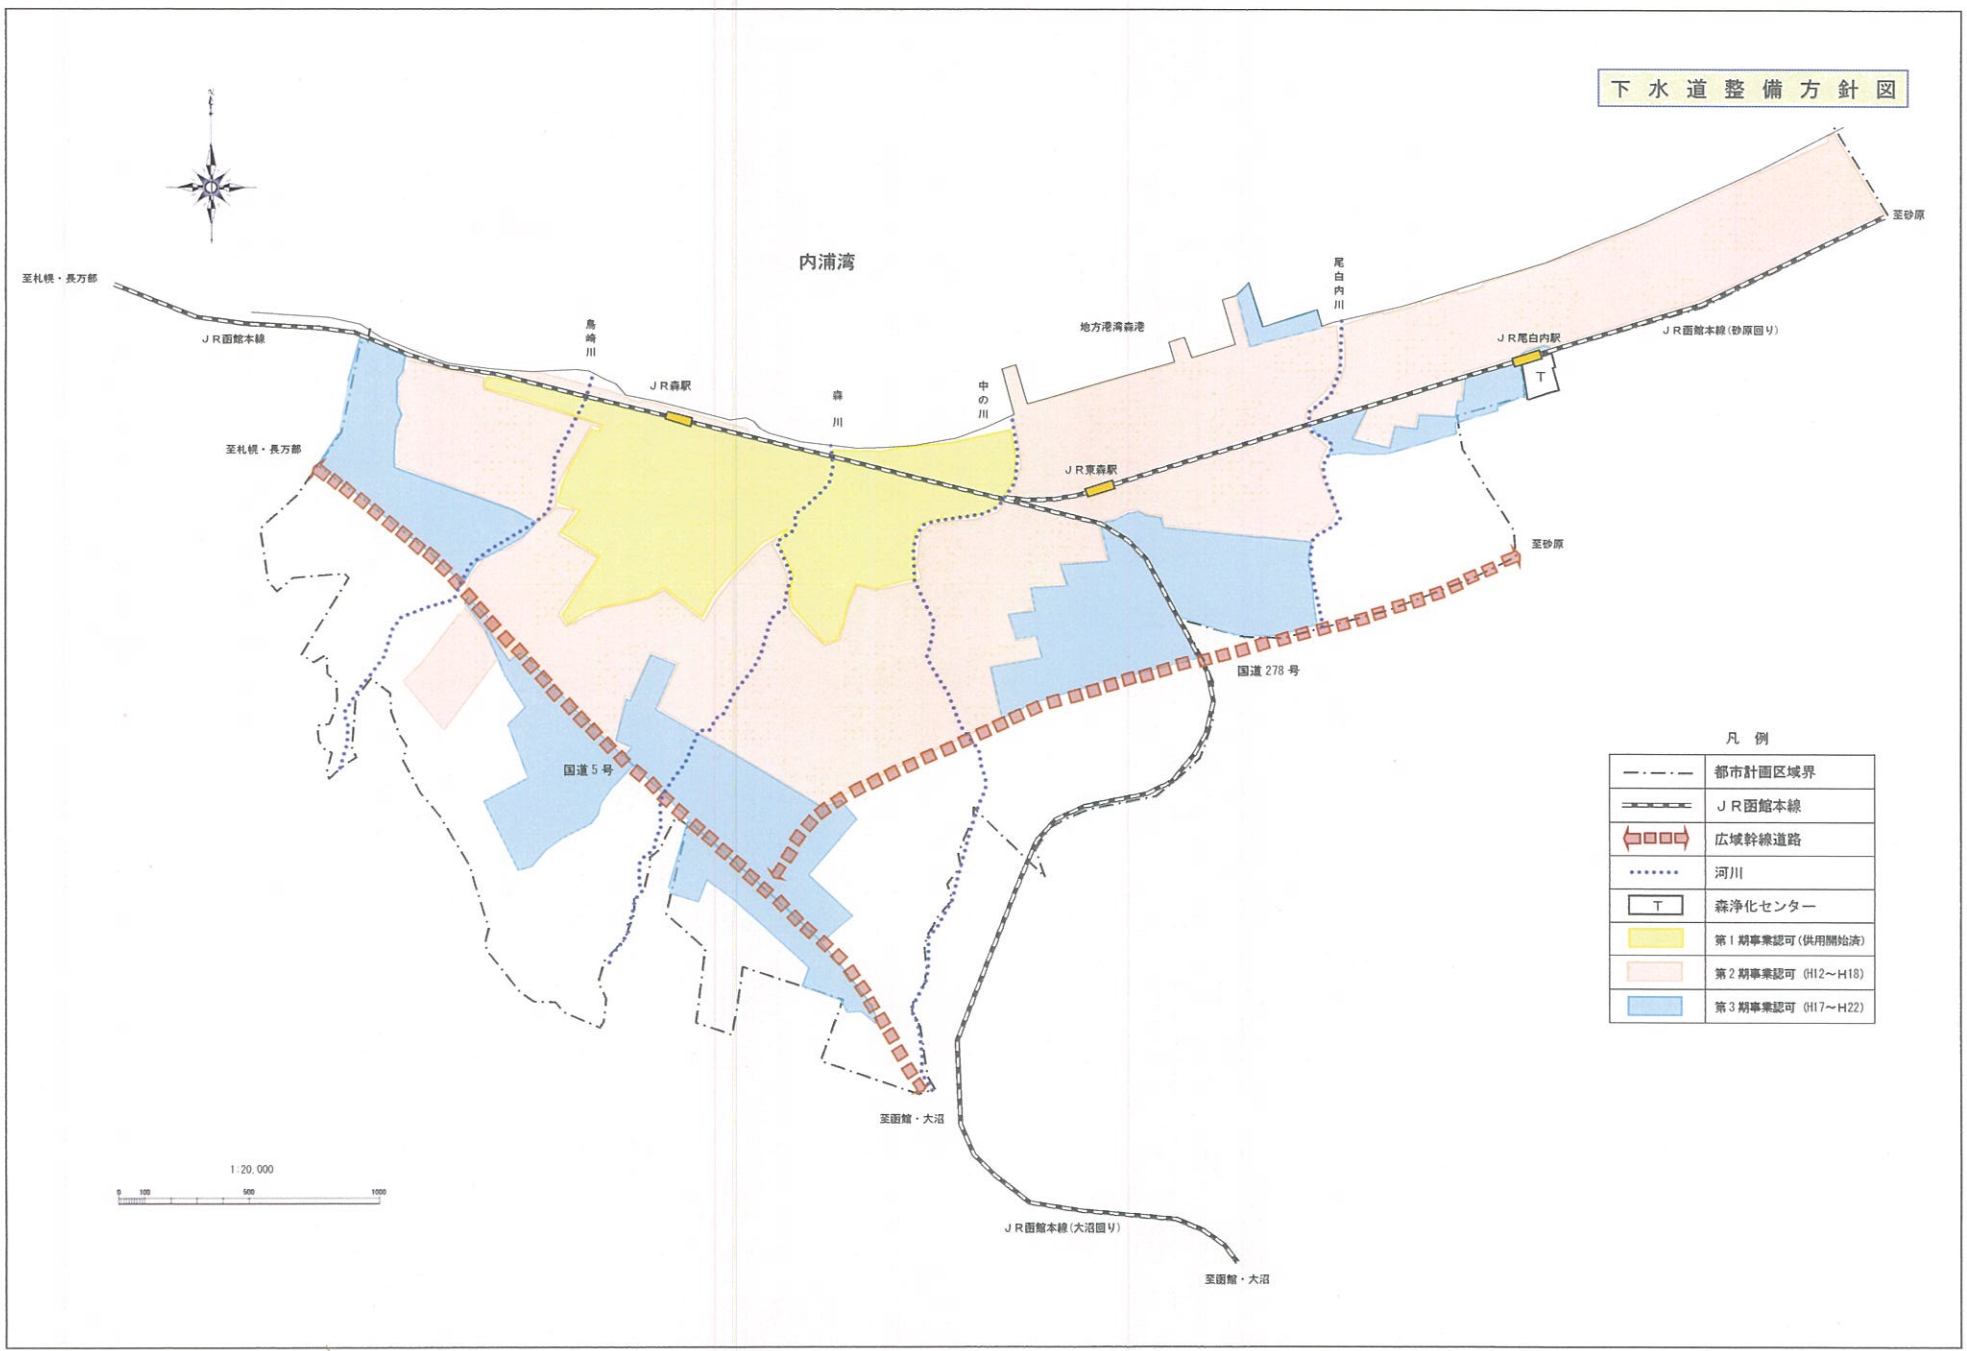 下水道整備方針図
N
内浦湾
至札幌・長万部
JR函館本線
鳥崎川
JR森駅
森川
中の川
地方港湾森港
尾白内川
JR尾白内駅
JR函館本線(砂原回り)
至砂原
T
JR東森駅
至札幌・長万部
至砂原
国道278号
国道5号
至函館・大沼
JR函館本線(大沼回り)
至函館・大沼
1:20,000
0 100 500 1000
凡例
都市計画区域界
JR函館本線
広域幹線道路
河川
T 森浄化センター
第1期事業認可(供用開始済)
第2期事業認可 (H12～H18)
第3期事業認可 (H17～H22)